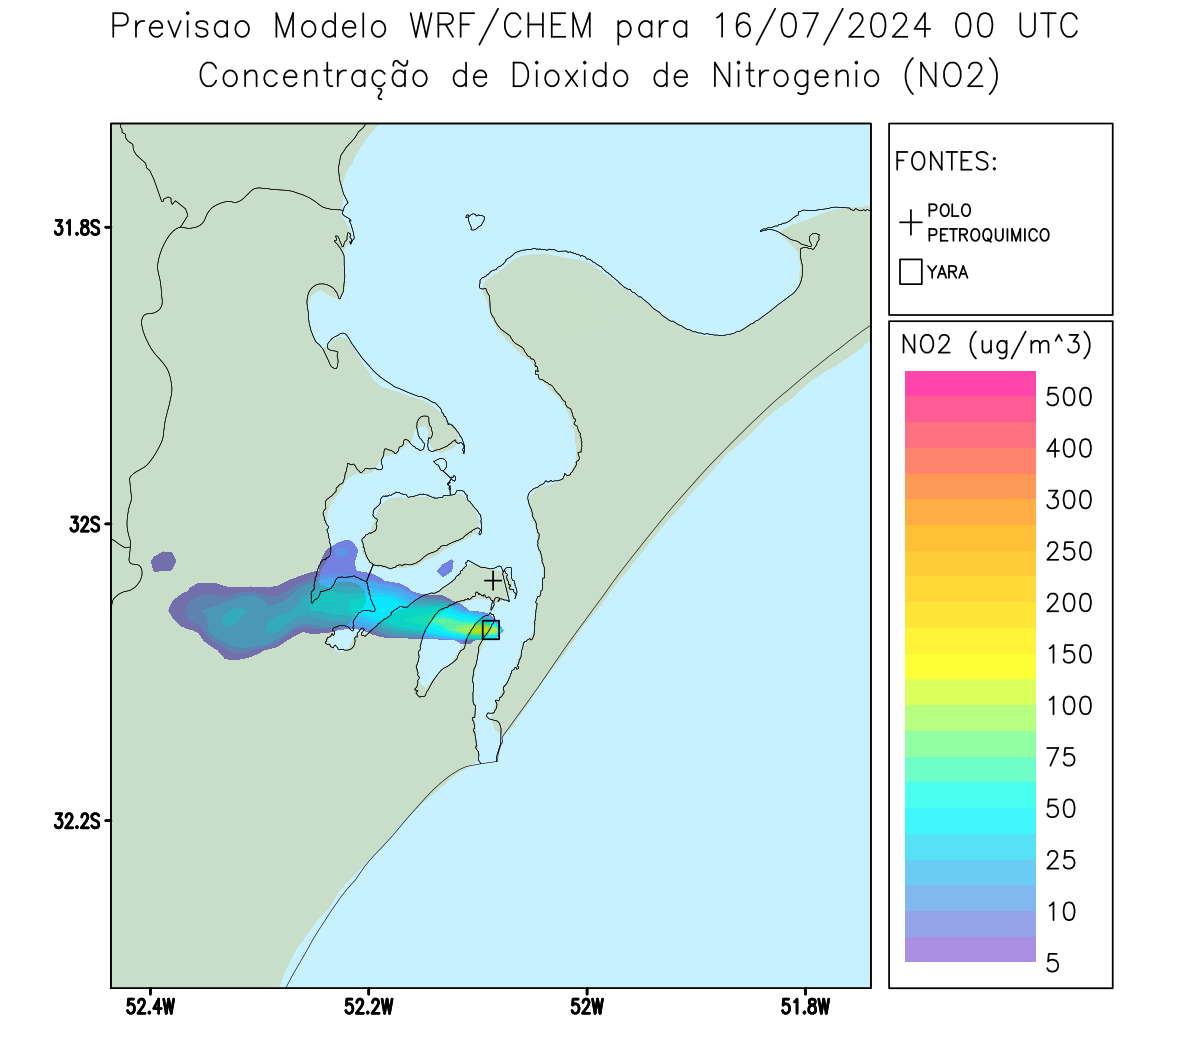 Previsao Modelo WRF/CHEM para 16/07/2024 00 UTC
Concentração de Dioxido de Nitrogenio (NO2)
FONTES:
POLO
PETROQUIMICO
YARA
NO2 (ug/m^3)
500
400
300
250
200
150
100
75
50
25
10
5
31.8S
32S
32.2S
52.4W
52.2W
52W
51.8W